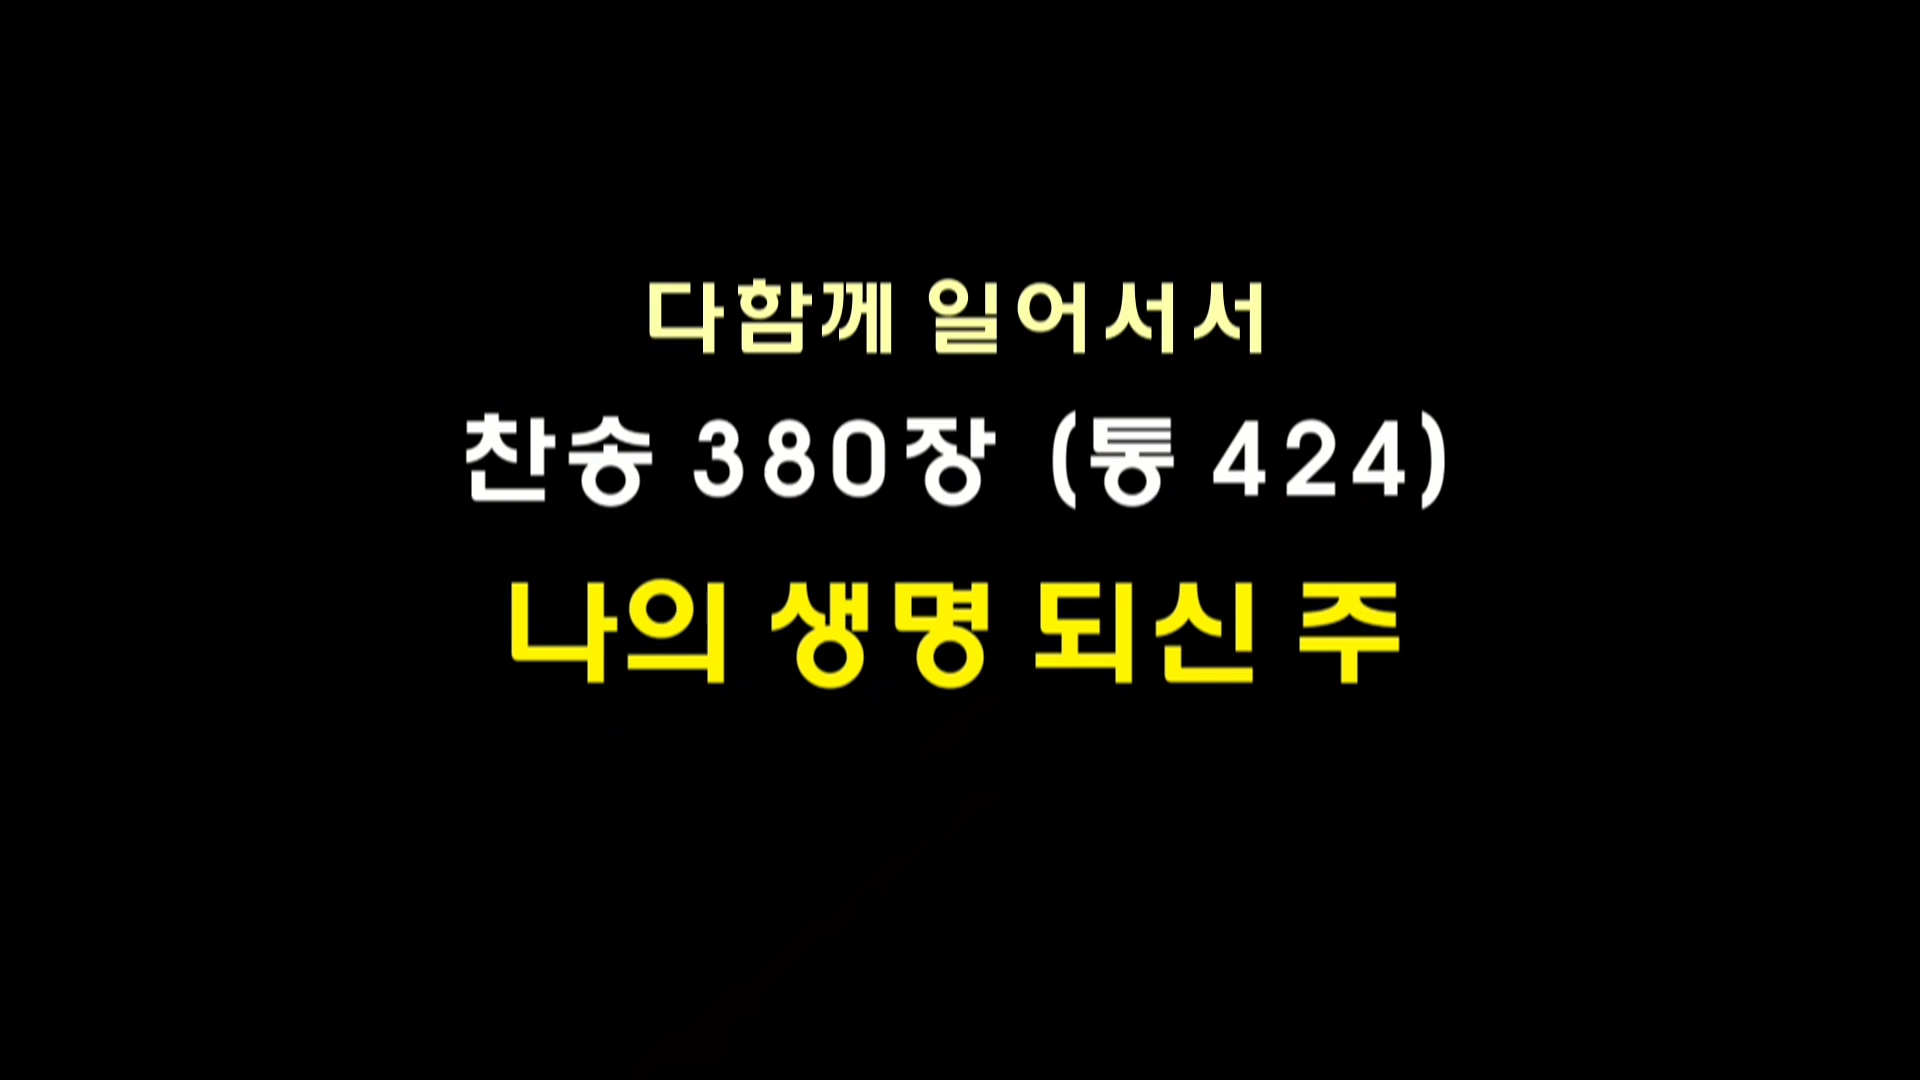 다함께 일어서서
찬송 380장 (통 424)
나의 생명 되신 주